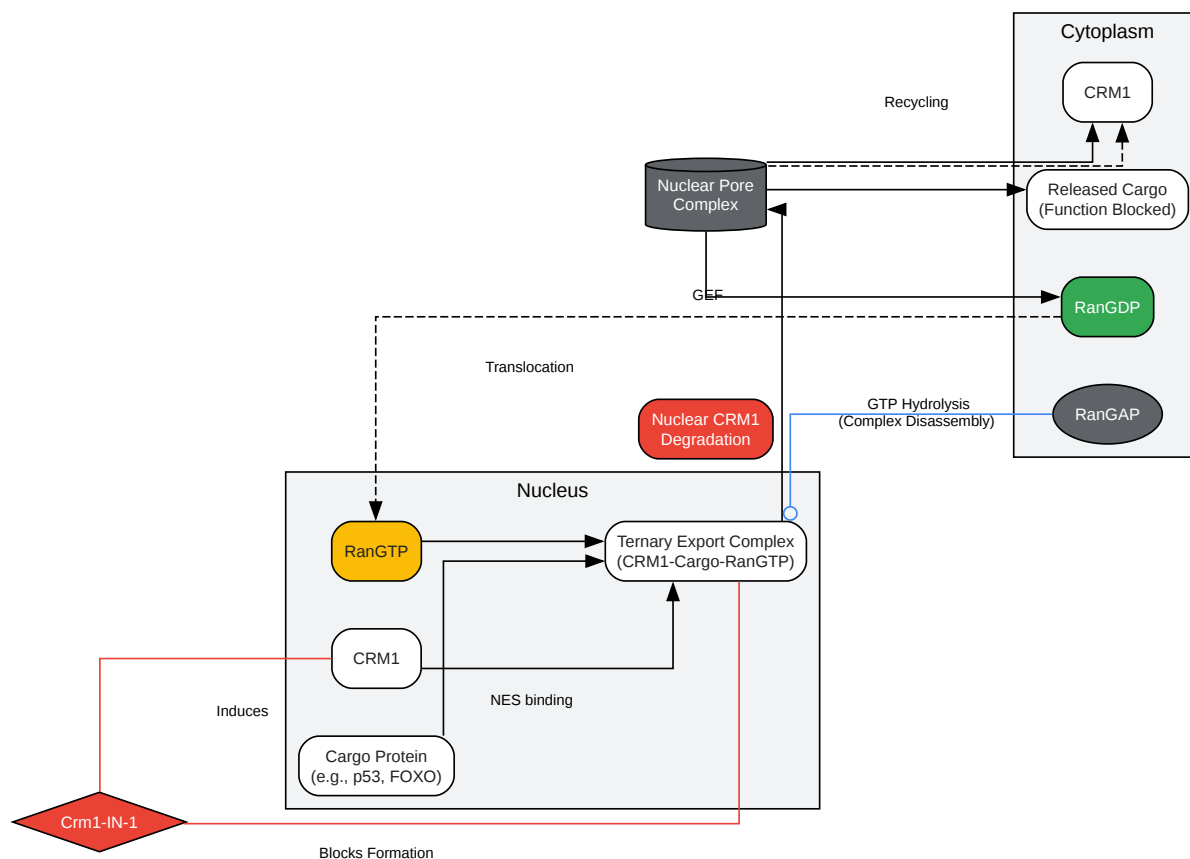 Cytoplasm
CRM1
Recycling
Nuclear Pore
Complex
Released Cargo
(Function Blocked)
GEF
RanGDP
Translocation
Nuclear CRM1
Degradation
GTP Hydrolysis
(Complex Disassembly)
RanGAP
Nucleus
RanGTP
Ternary Export Complex
(CRM1-Cargo-RanGTP)
CRM1
NES binding
Induces
Cargo Protein
(e.g., p53, FOXO)
Crm1-IN-1
Blocks Formation